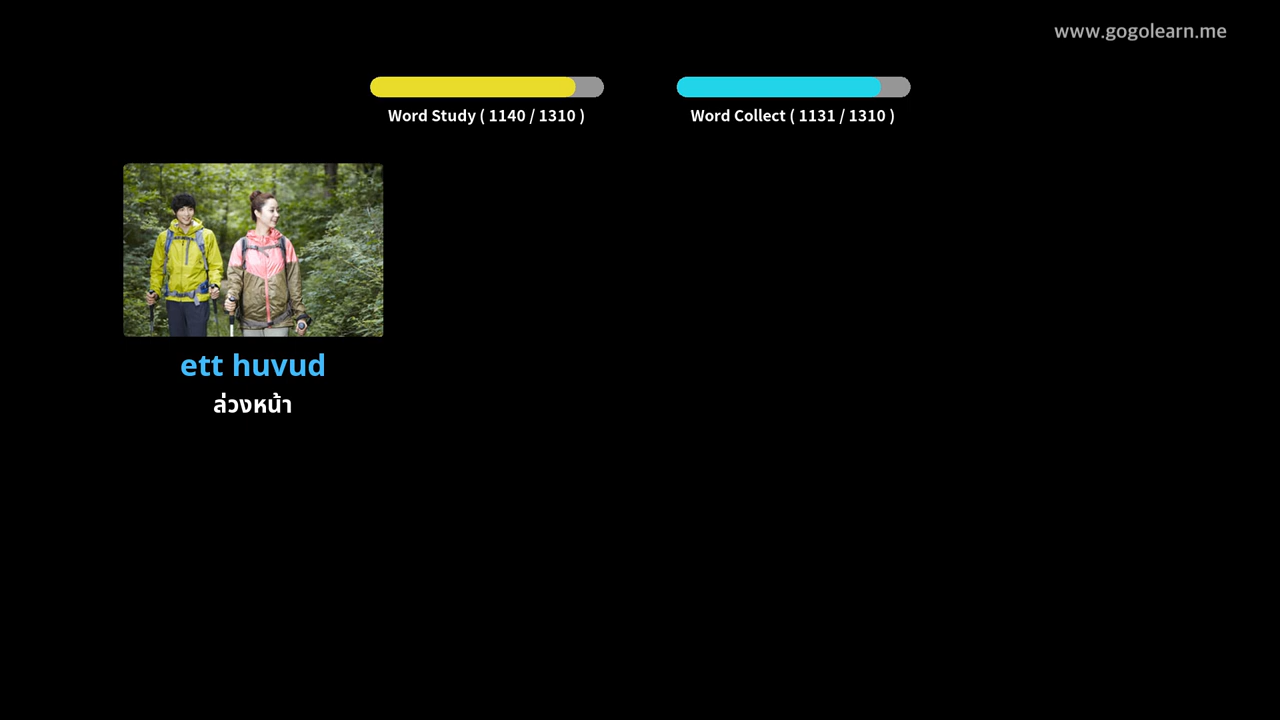 www.gogolearn.me
Word Study ( 1140 / 1310 )
Word Collect ( 1131 / 1310 )
ett huvud
ล่วงหน้า